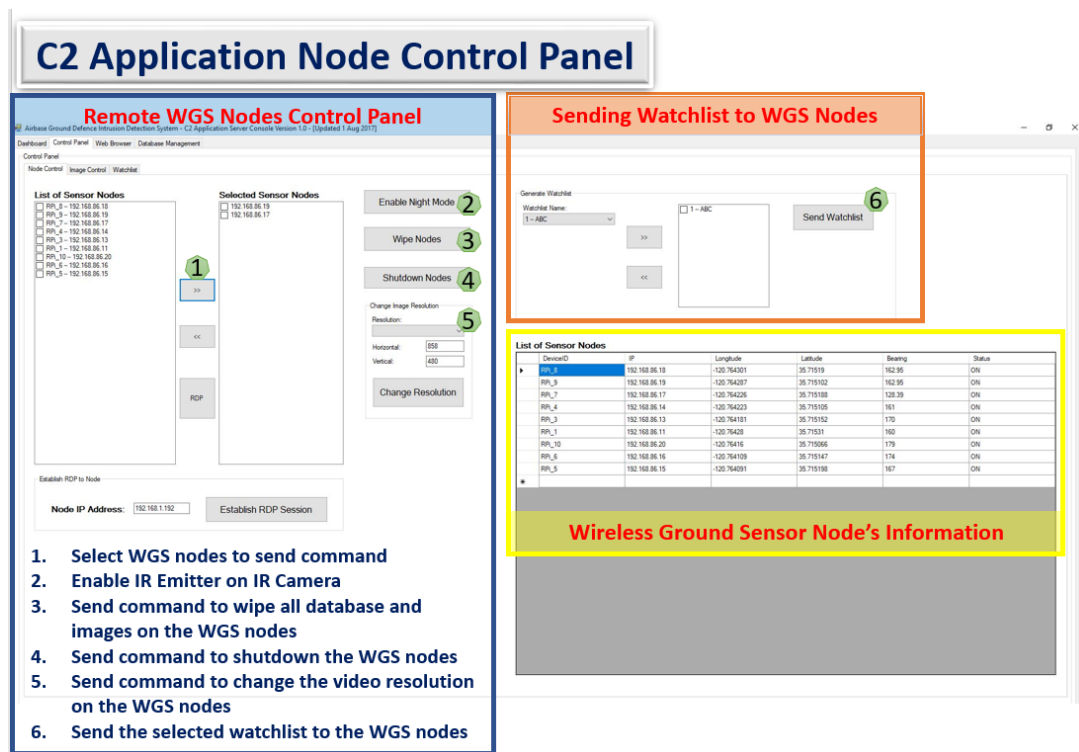 C2 Application Node Control Panel
Remote WGS Nodes Control Panel
Airbase Ground Defence Intrusion Detection System - C2 Application Server Console Version 1.0 - [Updated 1 Aug 2017]
Dashboard Control Panel Web Browser Database Management
Control Panel
Node Control Image Control Watchlist
List of Sensor Nodes
RPi_8 – 192.168.86.18
RPi_9 – 192.168.86.19
RPi_7 – 192.168.86.17
RPi_4 – 192.168.86.14
RPi_3 – 192.168.86.13
RPi_1 – 192.168.86.11
RPi_10 – 192.168.86.20
RPi_6 – 192.168.86.16
RPi_5 – 192.168.86.15
1
>>
<<
RDP
Selected Sensor Nodes
192.168.86.19
192.168.86.17
Enable Night Mode 2
Wipe Nodes 3
Shutdown Nodes 4
Change Image Resolution
5
Resolution:
Horizontal: 858
Vertical: 480
Change Resolution
Establish RDP to Node
Node IP Address: 192.168.1.192 Establish RDP Session
1. Select WGS nodes to send command
2. Enable IR Emitter on IR Camera
3. Send command to wipe all database and
images on the WGS nodes
4. Send command to shutdown the WGS nodes
5. Send command to change the video resolution
on the WGS nodes
6. Send the selected watchlist to the WGS nodes
Sending Watchlist to WGS Nodes
Generate Watchlist
Watchlist Name:
1 – ABC
>>
<<
1 – ABC
6
Send Watchlist
List of Sensor Nodes
DeviceID IP Longtude Latitude Bearing Status
RPi_8 192.168.86.18 -120.764301 35.71519 162.95 ON
RPi_9 192.168.86.19 -120.764287 35.715102 162.95 ON
RPi_7 192.168.86.17 -120.764226 35.715188 128.39 ON
RPi_4 192.168.86.14 -120.764223 35.715105 161 ON
RPi_3 192.168.86.13 -120.764181 35.715152 170 ON
RPi_1 192.168.86.11 -120.76428 35.71531 160 ON
RPi_10 192.168.86.20 -120.76416 35.715066 179 ON
RPi_6 192.168.86.16 -120.764109 35.715147 174 ON
RPi_5 192.168.86.15 -120.764091 35.715198 167 ON
Wireless Ground Sensor Node's Information